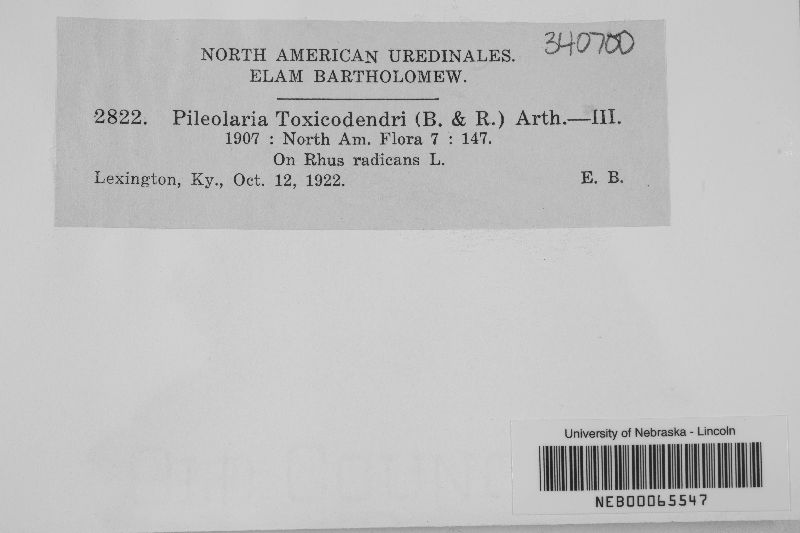 340700
NORTH AMERICAN UREDINALES.
ELAM BARTHOLOMEW.
2822. Pileolaria Toxicodendri (B. & R.) Arth.—III.
1907 : North Am. Flora 7 : 147.
On Rhus radicans L.
Lexington, Ky., Oct. 12, 1922. E. B.
University of Nebraska - Lincoln
NEB00065547